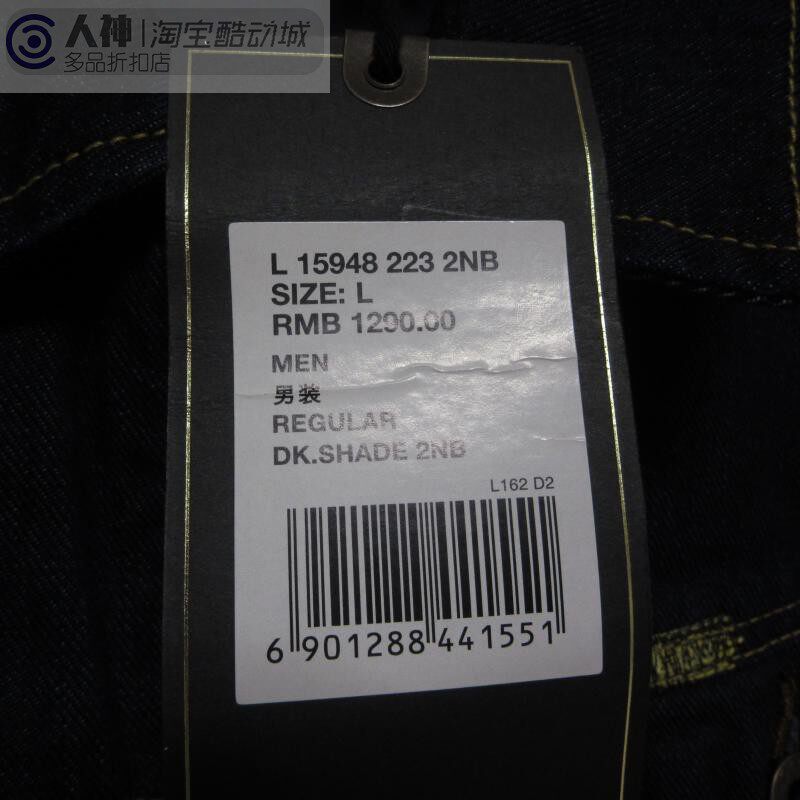 人神 | 淘宝酷动城
多品折扣店
L 15948 223 2NB
SIZE: L
RMB 1290.00
MEN
男装
REGULAR
DK.SHADE 2NB
L162 D2
6 901288 441551